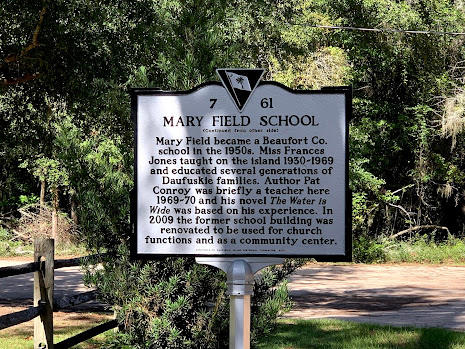 7 61
MARY FIELD SCHOOL
(Continued from other side)
Mary Field became a Beaufort Co.
school in the 1950s. Miss Frances
Jones taught on the island 1930-1969
and educated several generations of
Daufuskie families. Author Pat
Conroy was briefly a teacher here
1969-70 and his novel The Water is
Wide was based on his experience. In
2009 the former school building was
renovated to be used for church
functions and as a community center.